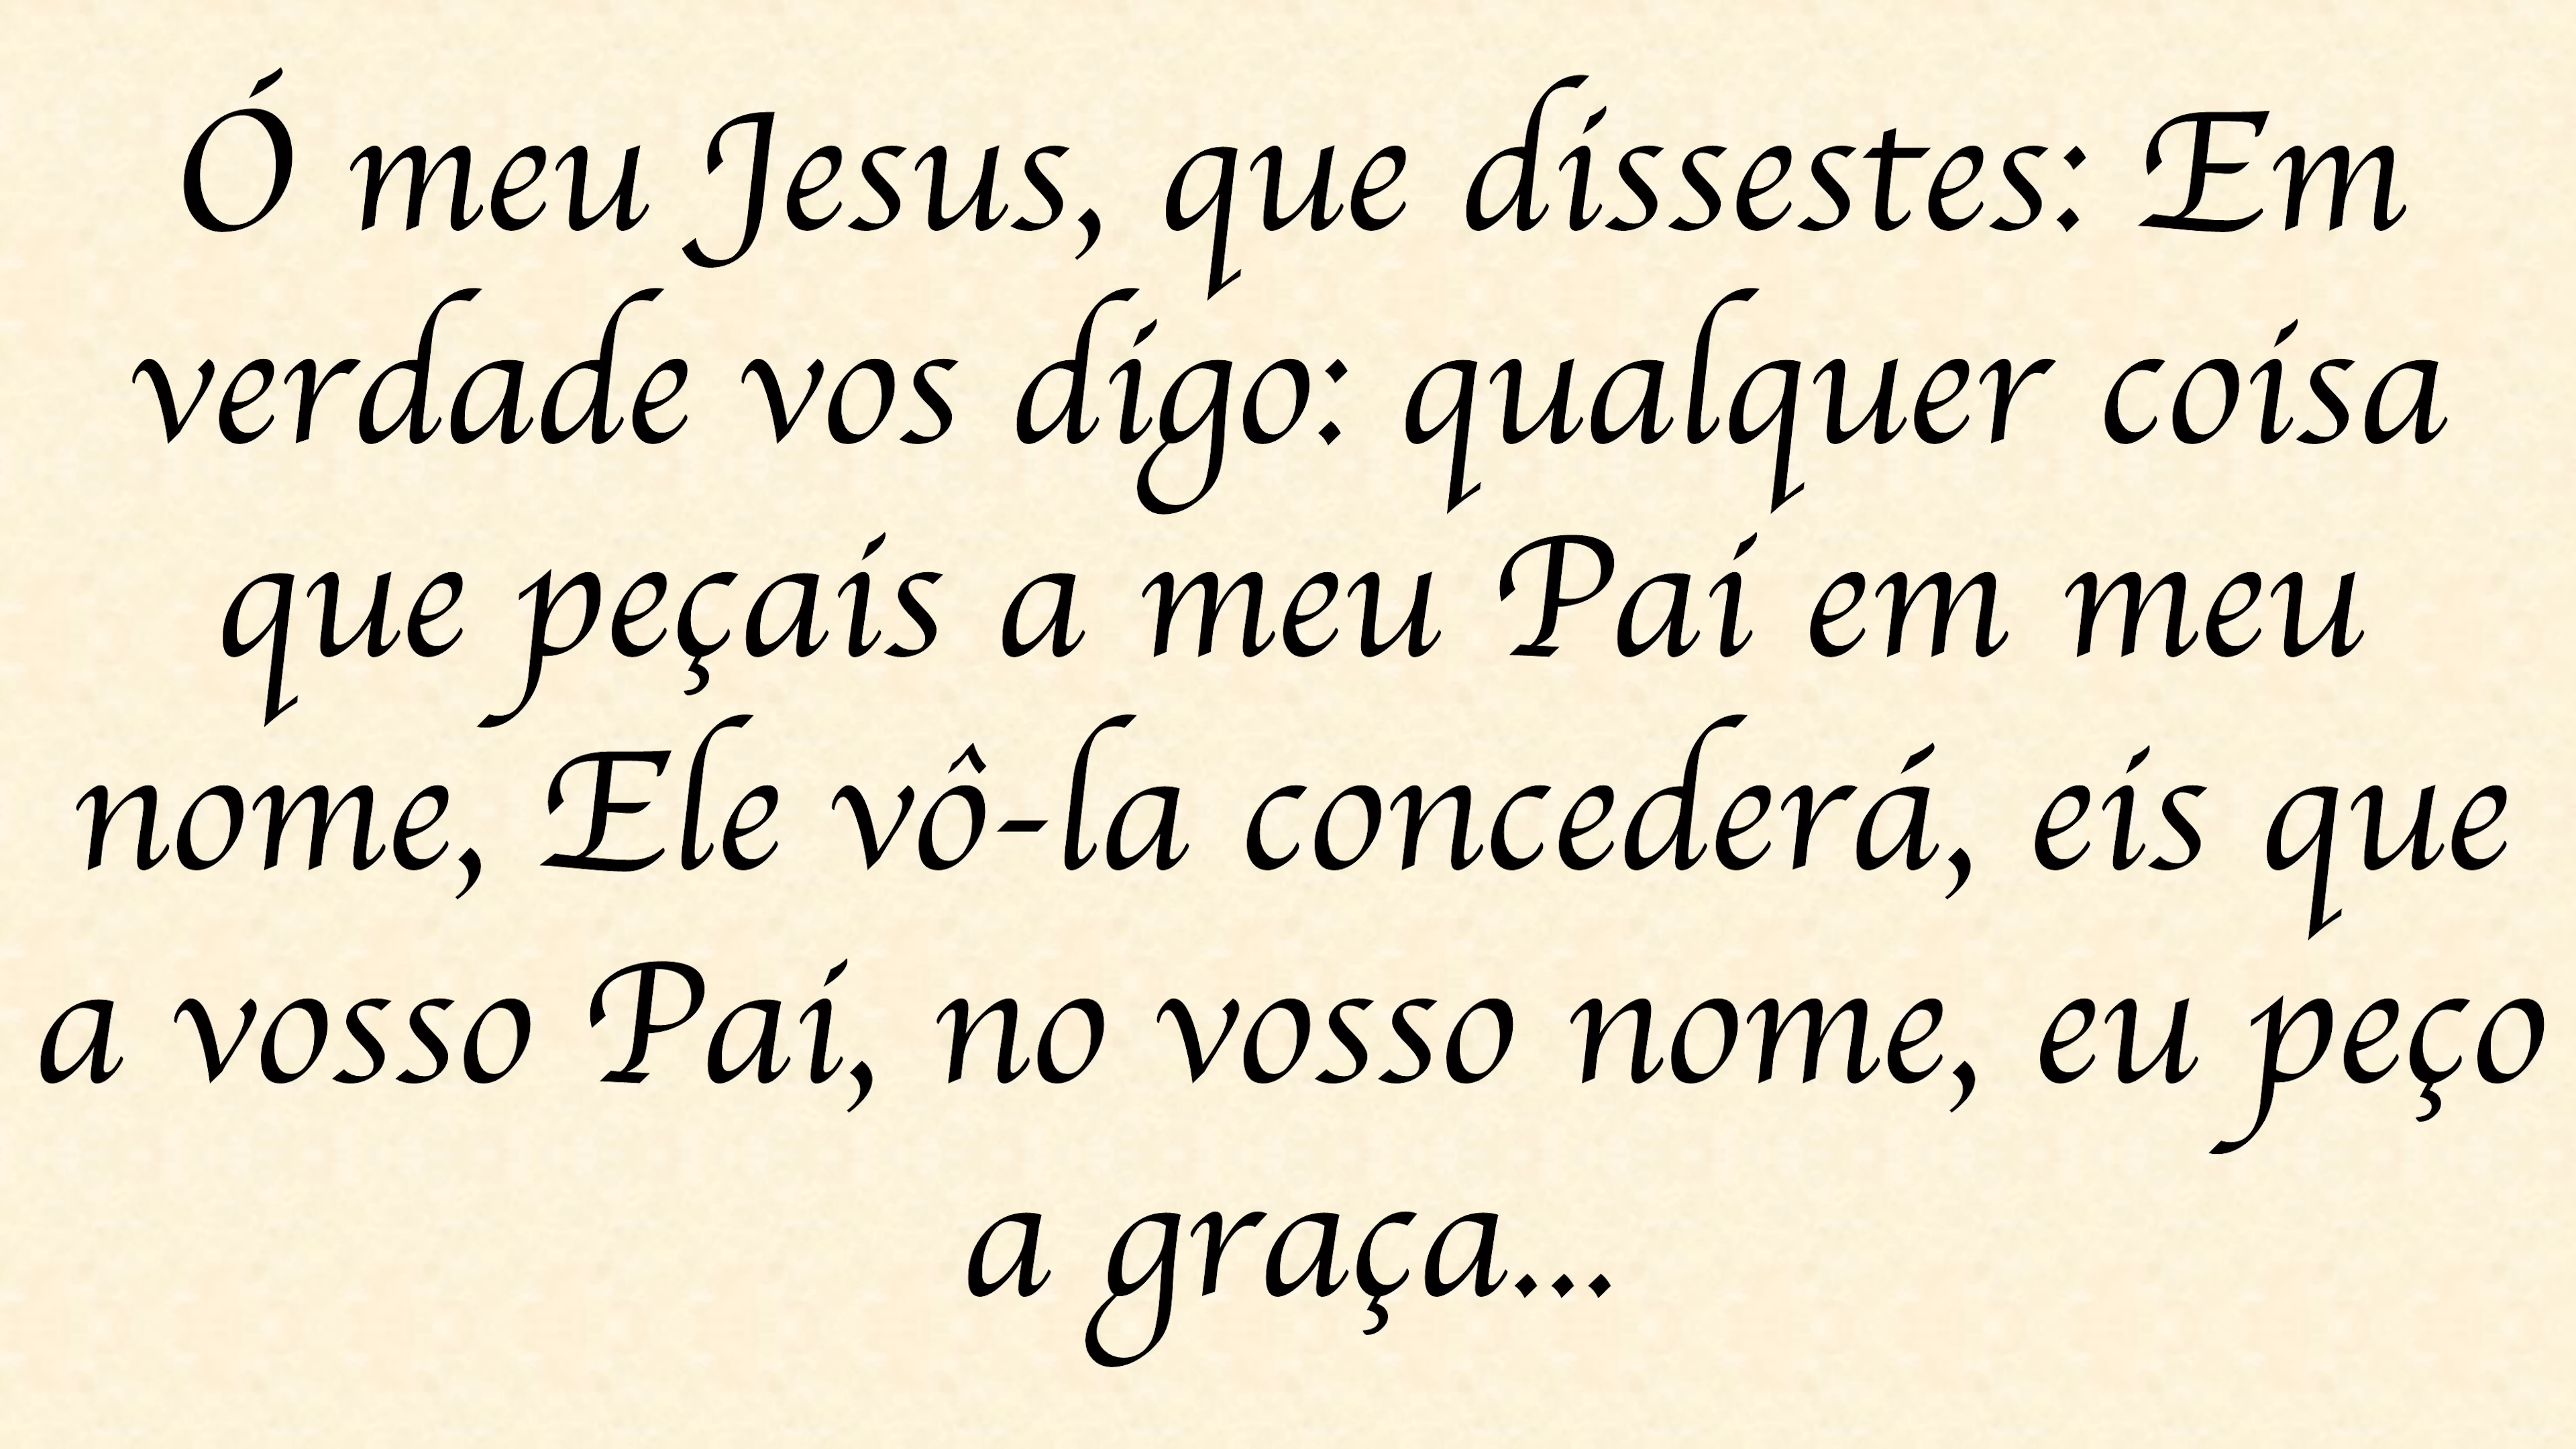 Ó meu Jesus, que dissestes: Em
verdade vos digo: qualquer coisa
que peçais a meu Pai em meu
nome, Ele vô-la concederá, eis que
a vosso Pai, no vosso nome, eu peço
a graça...